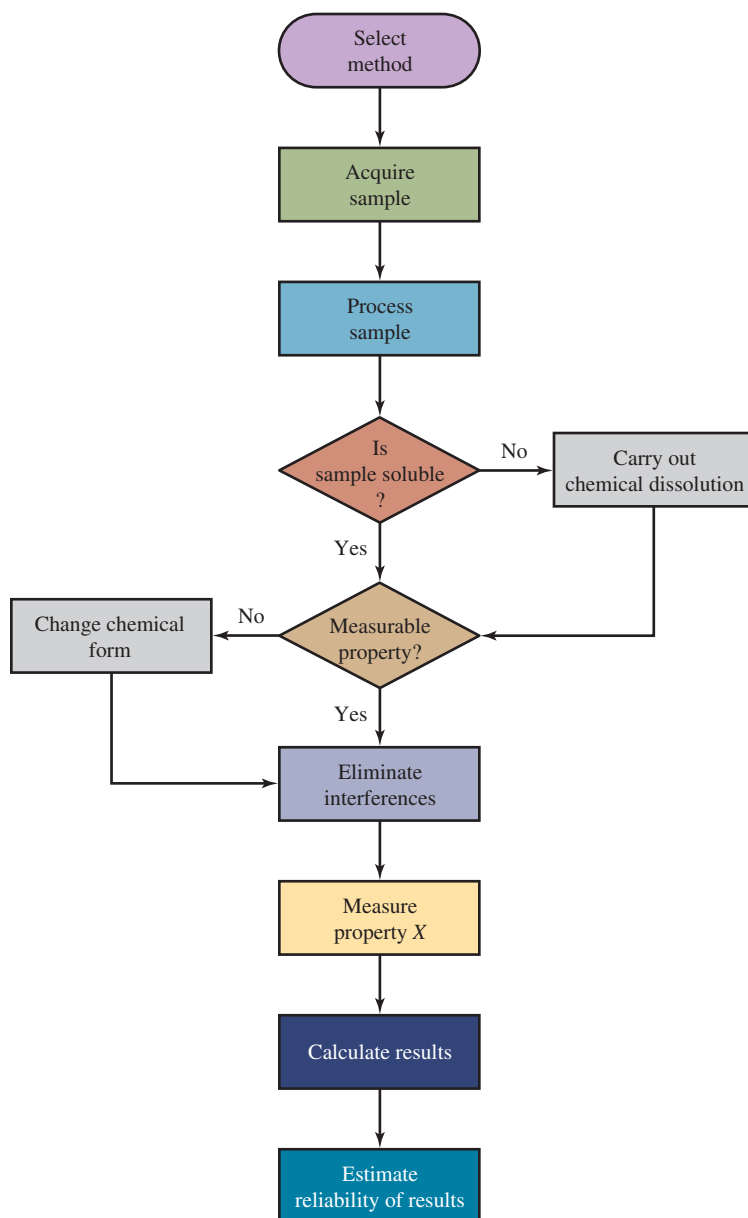 Select
method
Acquire
sample
Process
sample
Is
sample soluble
?
No
Carry out
chemical dissolution
Yes
Measurable
property?
No
Change chemical
form
Yes
Eliminate
interferences
Measure
property X
Calculate results
Estimate
reliability of results